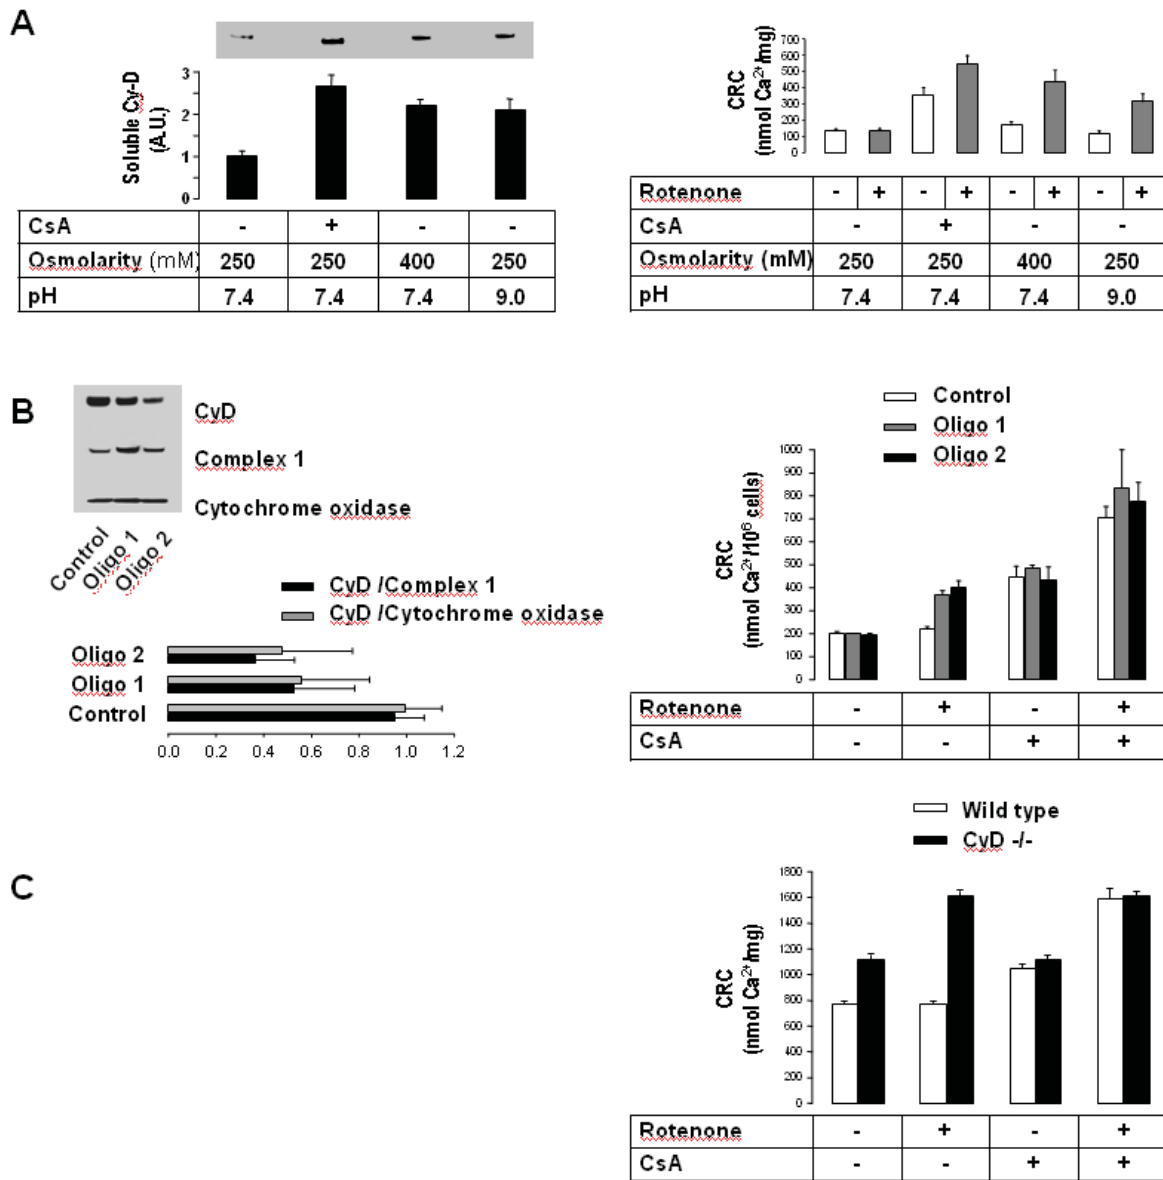 A
Soluble Cy-D
(A.U.)
3
2
1
0
CsA - + - -
Osmolarity (mM) 250 250 400 250
pH 7.4 7.4 7.4 9.0
CRC
(nmol Ca2+/mg)
700
600
500
400
300
200
100
0
Rotenone - + - + - + - +
CsA - + - -
Osmolarity (mM) 250 250 400 250
pH 7.4 7.4 7.4 9.0
B
CyD
Complex 1
Cytochrome oxidase
Control
Oligo 1
Oligo 2
CyD /Complex 1
CyD /Cytochrome oxidase
Oligo 2
Oligo 1
Control
0.0 0.2 0.4 0.6 0.8 1.0 1.2
Control
Oligo 1
Oligo 2
CRC
(nmol Ca2+/10⁶ cells)
1000
900
800
700
600
500
400
300
200
100
0
Rotenone - + - +
CsA - - + +
C
Wild type
CyD -/-
CRC
(nmol Ca2+/mg)
1800
1600
1400
1200
1000
800
600
400
200
0
Rotenone - + - +
CsA - - + +